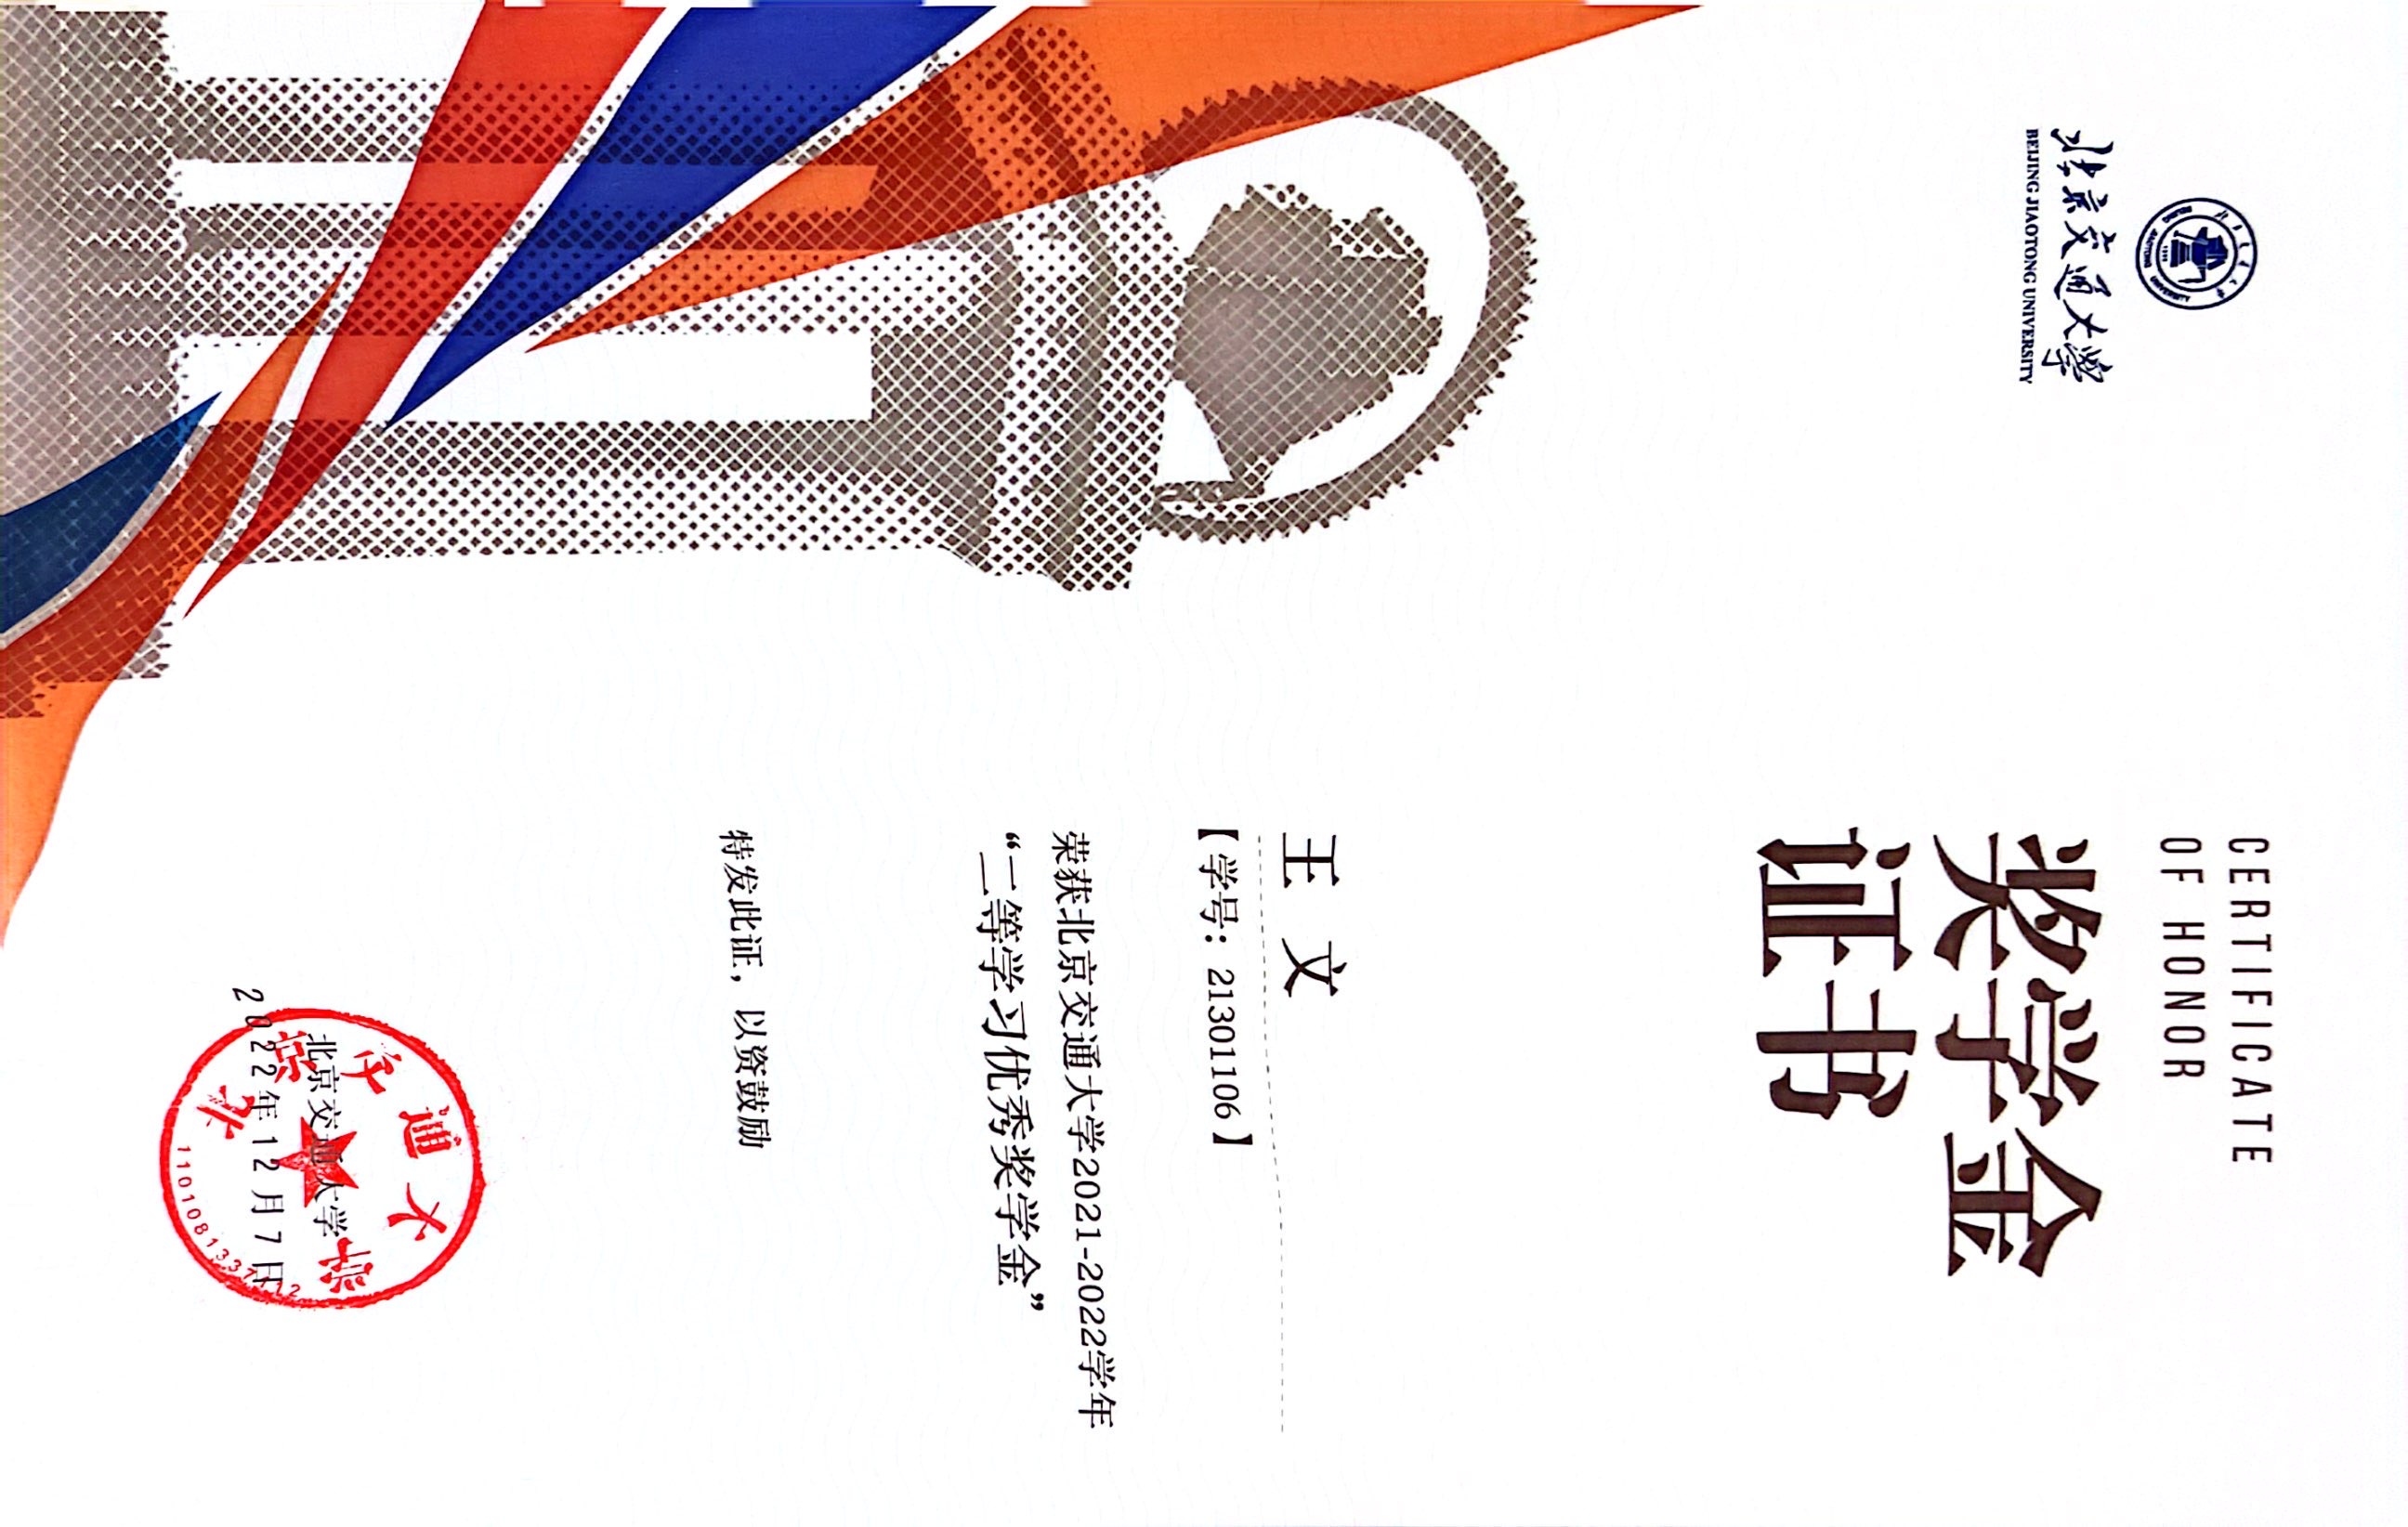 北京交通大学
BEIJING JIAOTONG UNIVERSITY
CERTIFICATE
OF HONOR
奖学金
证书
王 文
【 学号: 21301106 】
荣获北京交通大学2021-2022学年
“二等学习优秀奖学金”
特发此证,以资鼓励
北京交通大学
2022年12月7日
北京交通大学